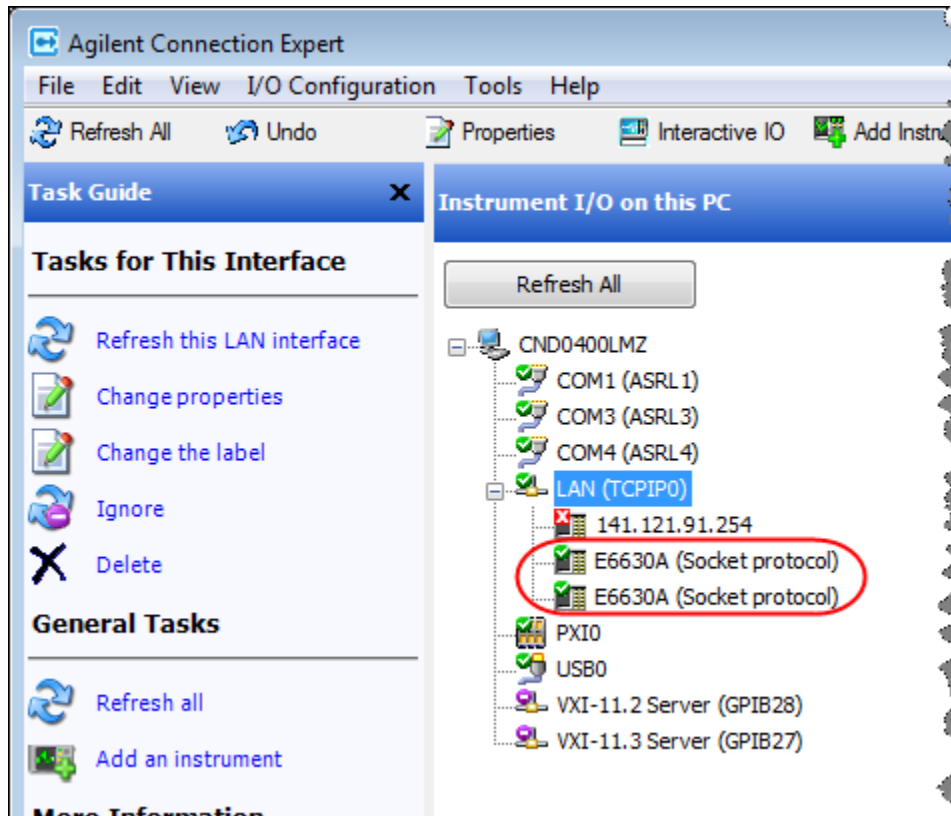 Agilent Connection Expert
File Edit View I/O Configuration Tools Help
Refresh All Undo Properties Interactive IO Add
Task Guide
Instrument I/O on this PC
Tasks for This Interface
Refresh this LAN interface
Change properties
Change the label
Ignore
Delete
General Tasks
Refresh all
Add an instrument
More Information
Refresh All
CND0400LMZ
COM1 (ASRL1)
COM3 (ASRL3)
COM4 (ASRL4)
LAN (TCPIP0)
141.121.91.254
E6630A (Socket protocol)
E6630A (Socket protocol)
PXI0
USB0
VXI-11.2 Server (GPIB28)
VXI-11.3 Server (GPIB27)